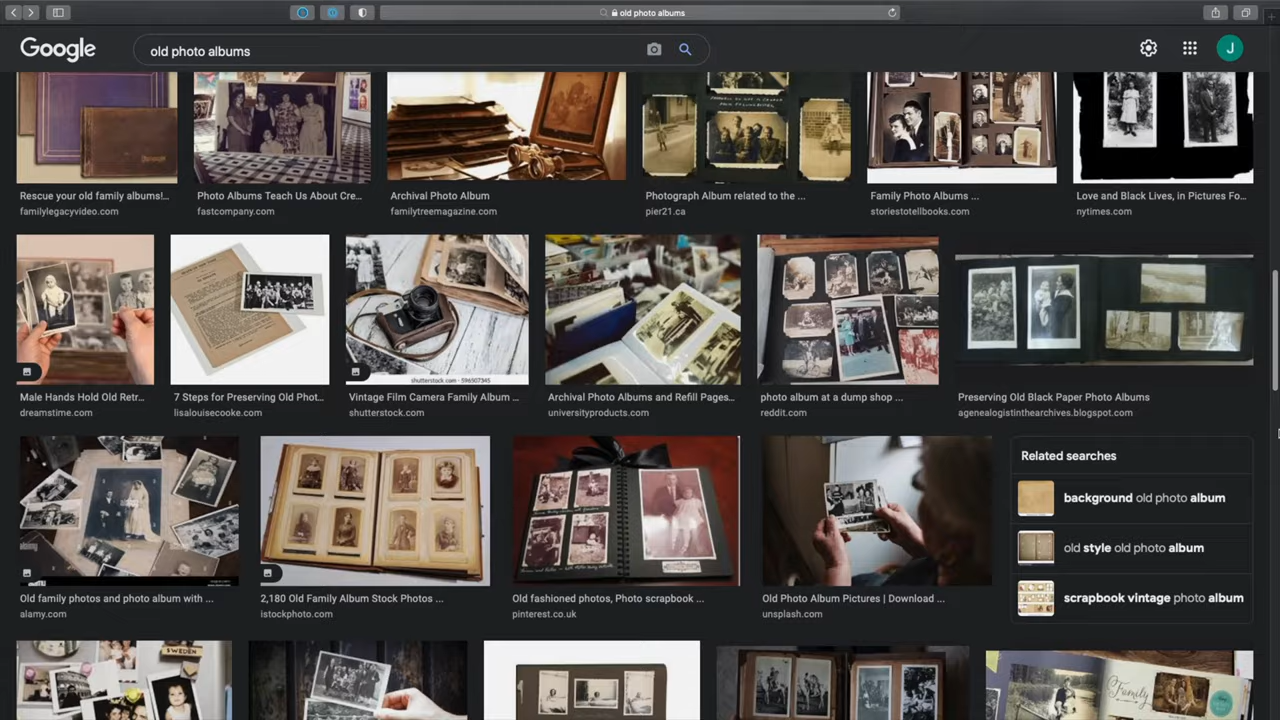 old photo albums
Google
old photo albums
J
Rescue your old family albums!...
familylegacyvideo.com
Photo Albums Teach Us About Cre...
fastcompany.com
Archival Photo Album
familytreemagazine.com
Photograph Album related to the ...
pier21.ca
Family Photo Albums ...
storiestotellbooks.com
Love and Black Lives, in Pictures Fo...
nytimes.com
shutterstock.com · 596507345
Male Hands Hold Old Retr...
dreamstime.com
7 Steps for Preserving Old Phot...
lisalouisecooke.com
Vintage Film Camera Family Album ...
shutterstock.com
Archival Photo Albums and Refill Pages...
universityproducts.com
photo album at a dump shop ...
reddit.com
Preserving Old Black Paper Photo Albums
agenealogistinthearchives.blogspot.com
Related searches
background old photo album
old style old photo album
scrapbook vintage photo album
Old family photos and photo album with ...
alamy.com
2,180 Old Family Album Stock Photos ...
istockphoto.com
Old fashioned photos, Photo scrapbook ...
pinterest.co.uk
Old Photo Album Pictures | Download ...
unsplash.com
SWEDEN
Family